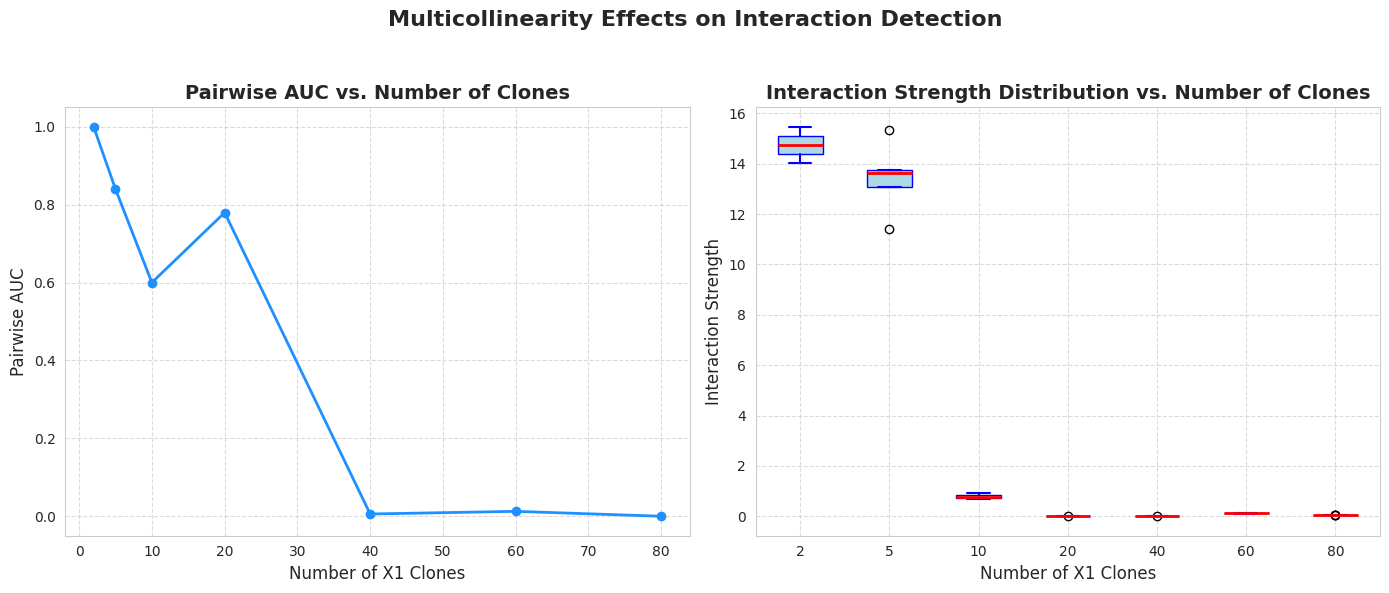 Multicollinearity Effects on Interaction Detection
Pairwise AUC vs. Number of Clones
Pairwise AUC
1.0
0.8
0.6
0.4
0.2
0.0
0 10 20 30 40 50 60 70 80
Number of X1 Clones
Interaction Strength Distribution vs. Number of Clones
Interaction Strength
16
14
12
10
8
6
4
2
0
2 5 10 20 40 60 80
Number of X1 Clones